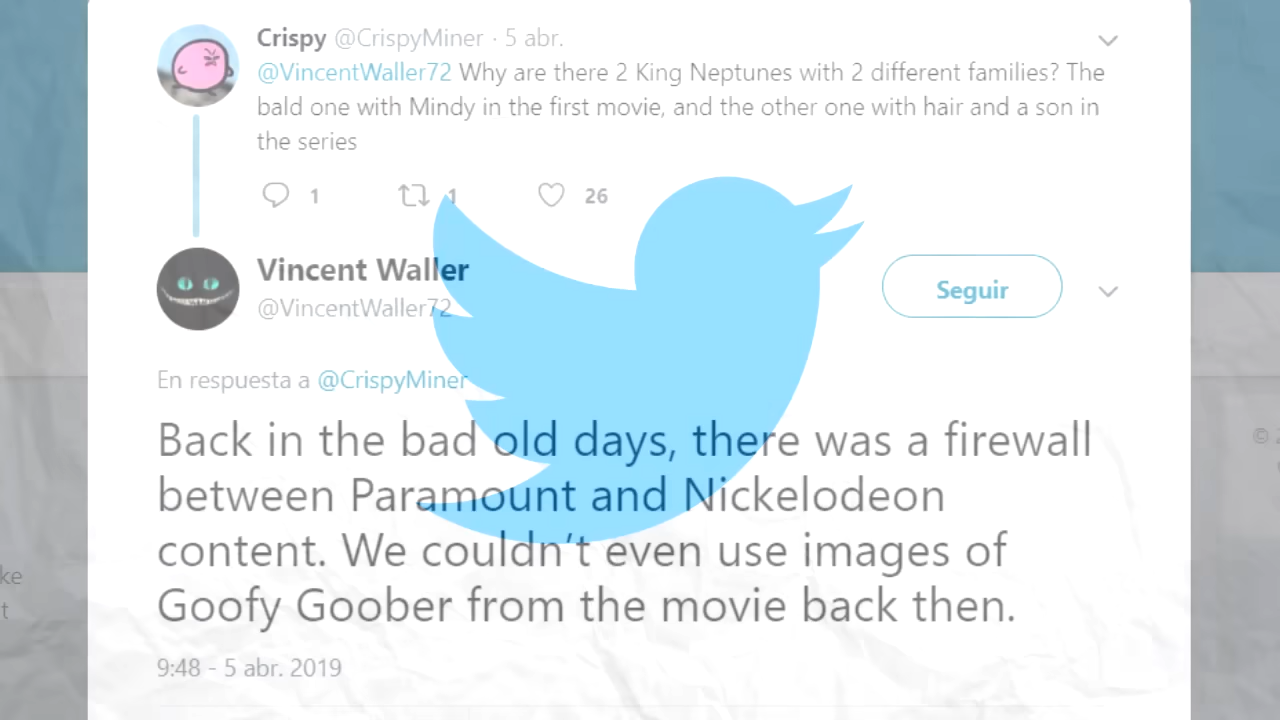 Crispy @CrispyMiner · 5 abr.
@VincentWaller72 Why are there 2 King Neptunes with 2 different families? The
bald one with Mindy in the first movie, and the other one with hair and a son in
the series
1 1 26
Vincent Waller
@VincentWaller72
Seguir
En respuesta a @CrispyMiner
Back in the bad old days, there was a firewall
between Paramount and Nickelodeon
content. We couldn't even use images of
Goofy Goober from the movie back then.
9:48 - 5 abr. 2019
ke
t
©